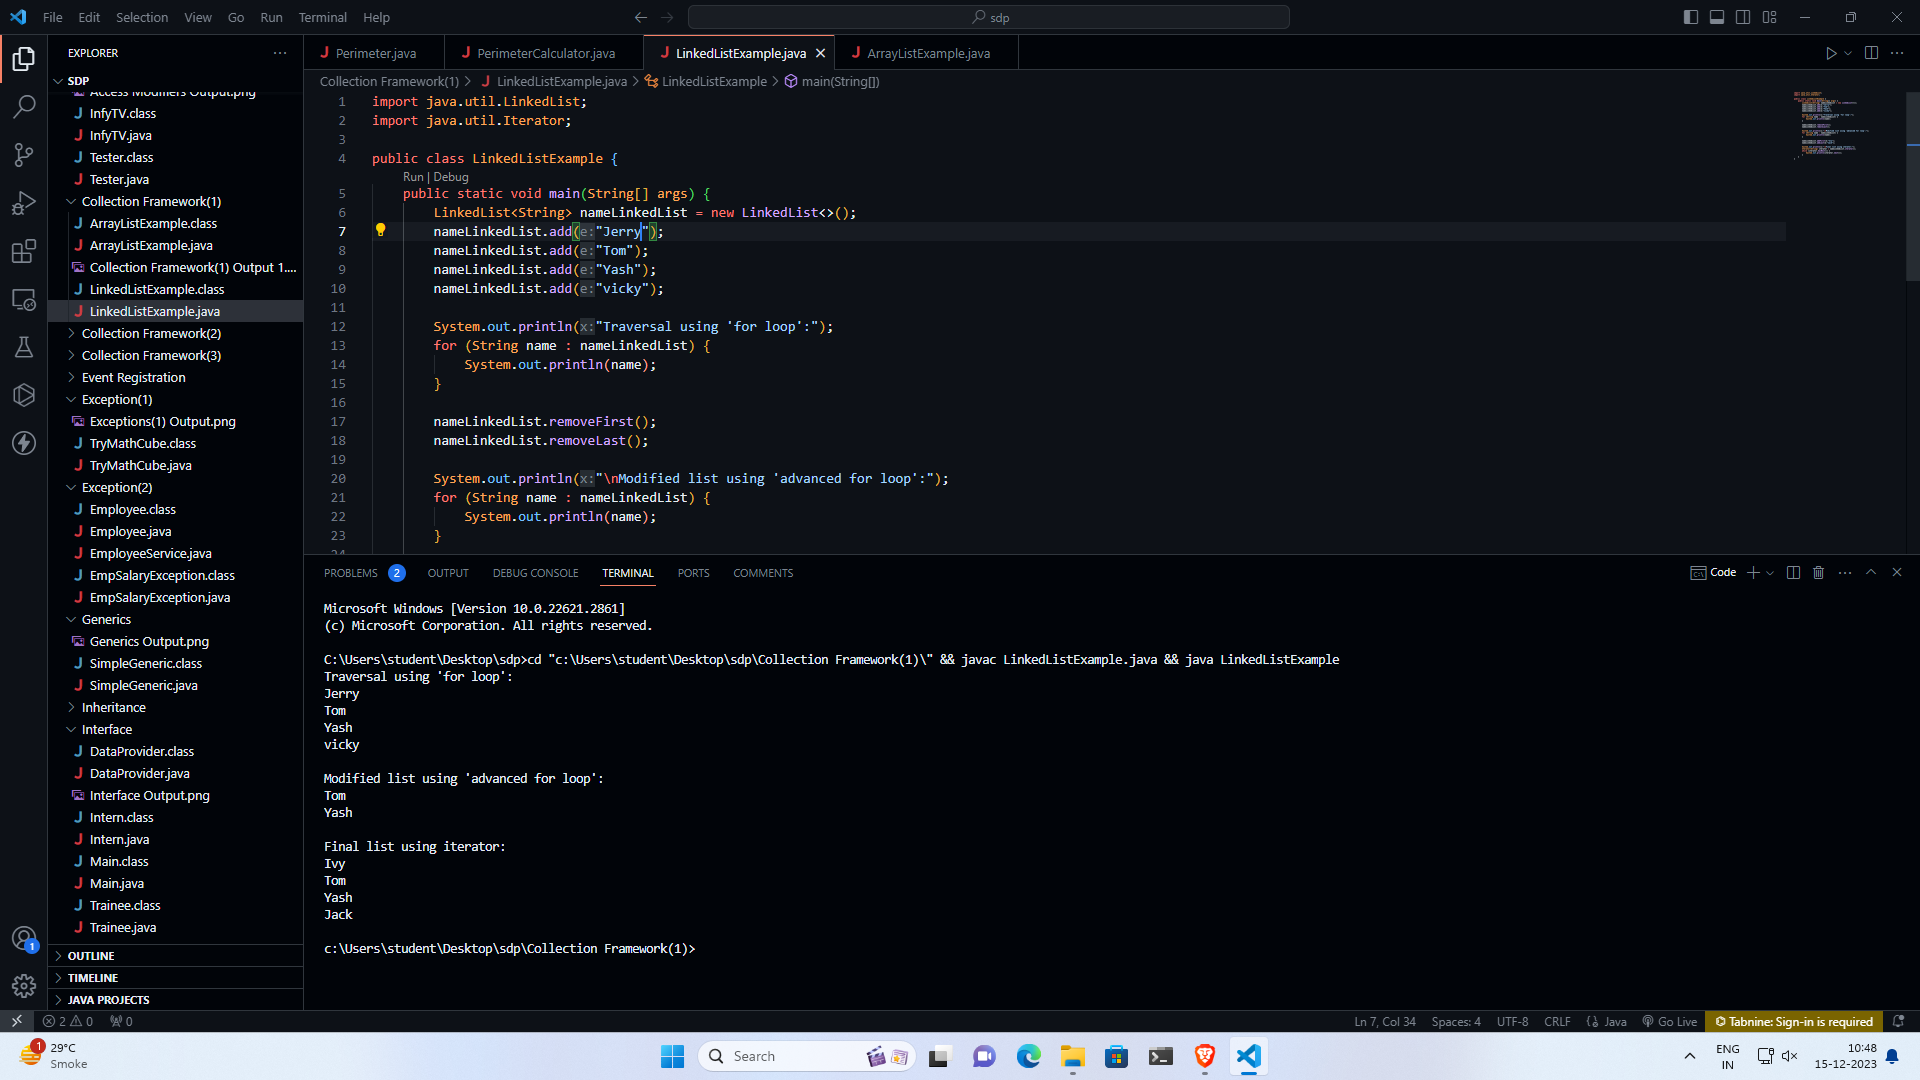 File Edit Selection View Go Run Terminal Help
sdp
EXPLORER
SDP
Access Modifiers Output.png
InfyTV.class
InfyTV.java
Tester.class
Tester.java
Collection Framework(1)
ArrayListExample.class
ArrayListExample.java
Collection Framework(1) Output 1....
LinkedListExample.class
LinkedListExample.java
Collection Framework(2)
Collection Framework(3)
Event Registration
Exception(1)
Exceptions(1) Output.png
TryMathCube.class
TryMathCube.java
Exception(2)
Employee.class
Employee.java
EmployeeService.java
EmpSalaryException.class
EmpSalaryException.java
Generics
Generics Output.png
SimpleGeneric.class
SimpleGeneric.java
Inheritance
Interface
DataProvider.class
DataProvider.java
Interface Output.png
Intern.class
Intern.java
Main.class
Main.java
Trainee.class
Trainee.java
OUTLINE
TIMELINE
JAVA PROJECTS
Perimeter.java PerimeterCalculator.java LinkedListExample.java ArrayListExample.java
Collection Framework(1) > LinkedListExample.java > LinkedListExample > main(String[])
1 import java.util.LinkedList;
2 import java.util.Iterator;
3
4 public class LinkedListExample {
Run | Debug
5 public static void main(String[] args) {
6 LinkedList<String> nameLinkedList = new LinkedList<>();
7 nameLinkedList.add(e:"Jerry");
8 nameLinkedList.add(e:"Tom");
9 nameLinkedList.add(e:"Yash");
10 nameLinkedList.add(e:"vicky");
11
12 System.out.println(x:"Traversal using 'for loop':");
13 for (String name : nameLinkedList) {
14 System.out.println(name);
15 }
16
17 nameLinkedList.removeFirst();
18 nameLinkedList.removeLast();
19
20 System.out.println(x:"\nModified list using 'advanced for loop':");
21 for (String name : nameLinkedList) {
22 System.out.println(name);
23 }
24
PROBLEMS 2 OUTPUT DEBUG CONSOLE TERMINAL PORTS COMMENTS
Code
Microsoft Windows [Version 10.0.22621.2861]
(c) Microsoft Corporation. All rights reserved.
C:\Users\student\Desktop\sdp>cd "c:\Users\student\Desktop\sdp\Collection Framework(1)\" && javac LinkedListExample.java && java LinkedListExample
Traversal using 'for loop':
Jerry
Tom
Yash
vicky
Modified list using 'advanced for loop':
Tom
Yash
Final list using iterator:
Ivy
Tom
Yash
Jack
c:\Users\student\Desktop\sdp\Collection Framework(1)>
1
2 0 0
Ln 7, Col 34 Spaces: 4 UTF-8 CRLF {} Java Go Live Tabnine: Sign-in is required
1
29°C
Smoke
Search
ENG
IN
10:48
15-12-2023